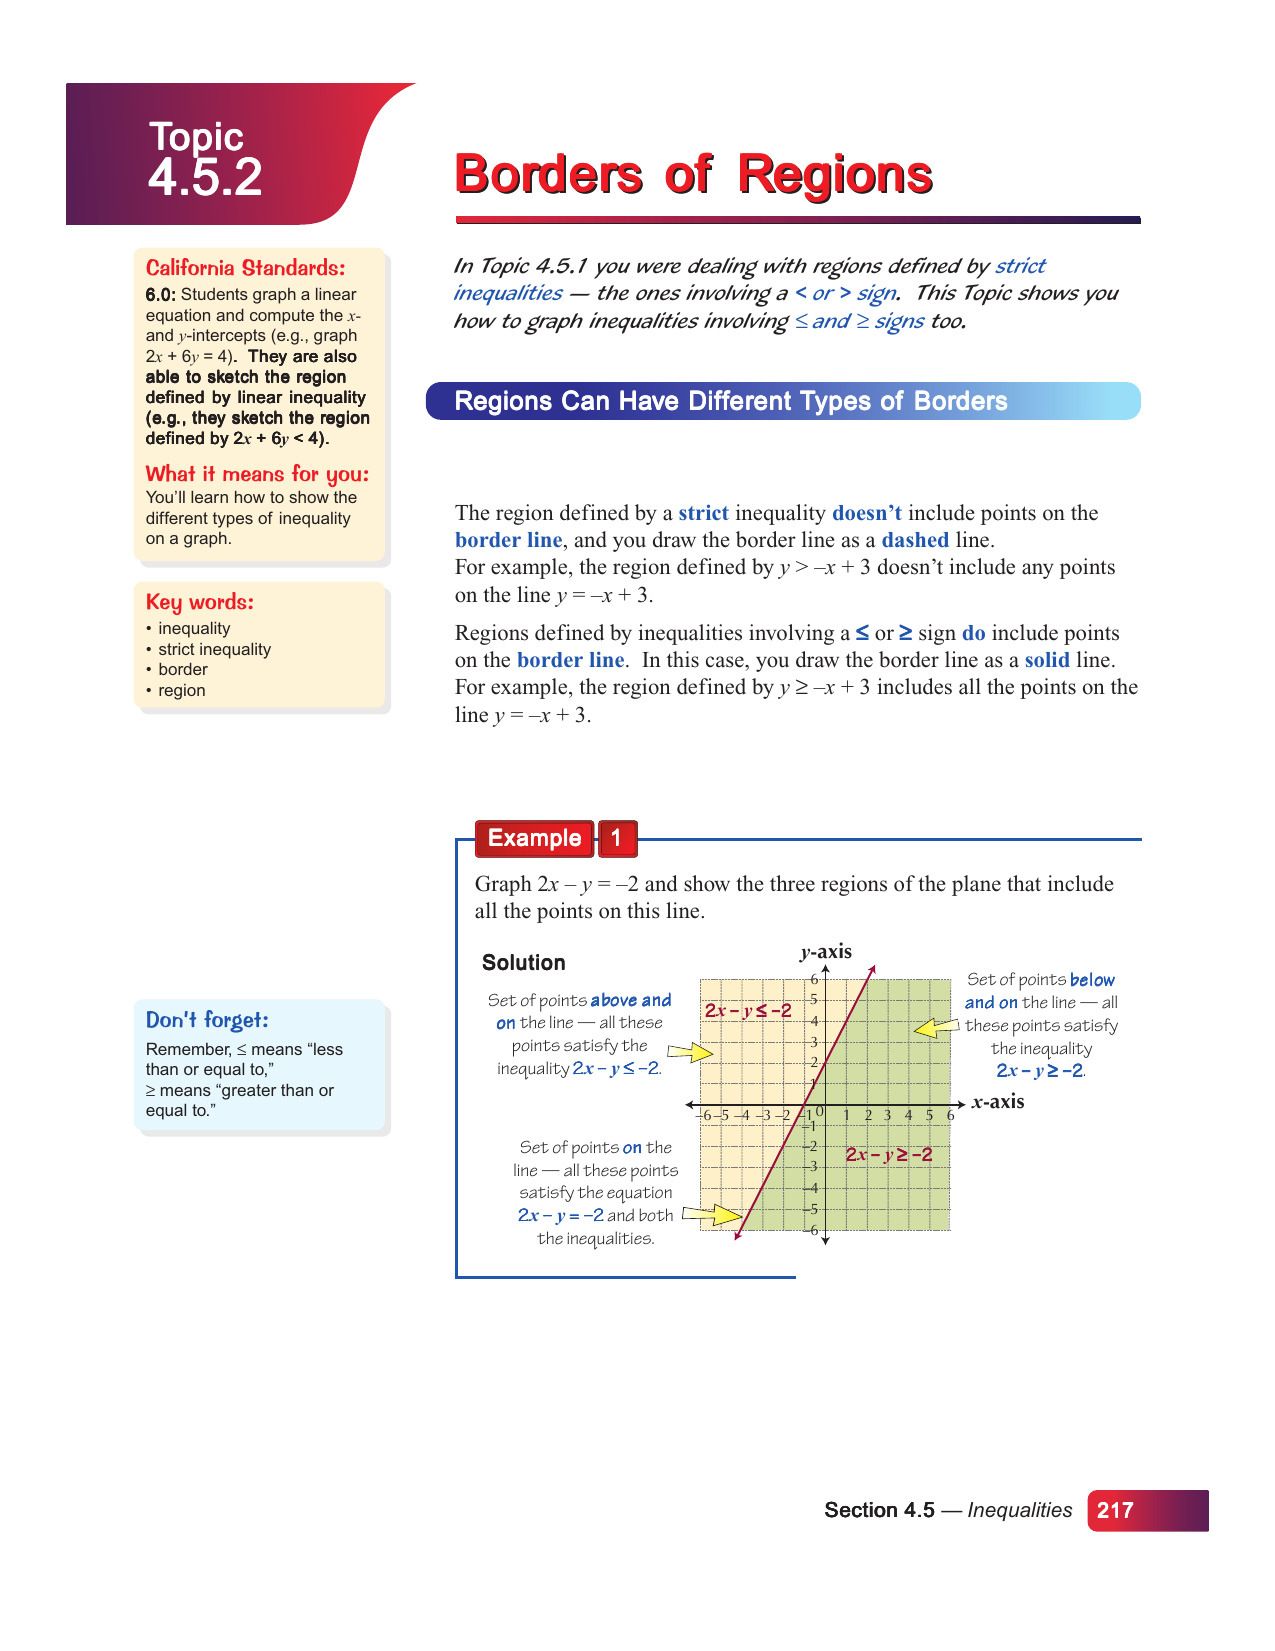 Topic
4.5.2
Borders of Regions
California Standards:
6.0: Students graph a linear
equation and compute the x-
and y-intercepts (e.g., graph
2x + 6y = 4). They are also
able to sketch the region
defined by linear inequality
(e.g., they sketch the region
defined by 2x + 6y < 4).
What it means for you:
You’ll learn how to show the
different types of inequality
on a graph.
Key words:
• inequality
• strict inequality
• border
• region
Don’t forget:
Remember, ≤ means “less
than or equal to,”
≥ means “greater than or
equal to.”
In Topic 4.5.1 you were dealing with regions defined by strict
inequalities — the ones involving a < or > sign. This Topic shows you
how to graph inequalities involving ≤ and ≥ signs too.
Regions Can Have Different Types of Borders
The region defined by a strict inequality doesn’t include points on the
border line, and you draw the border line as a dashed line.
For example, the region defined by y > –x + 3 doesn’t include any points
on the line y = –x + 3.
Regions defined by inequalities involving a ≤ or ≥ sign do include points
on the border line. In this case, you draw the border line as a solid line.
For example, the region defined by y ≥ –x + 3 includes all the points on the
line y = –x + 3.
Example 1
Graph 2x – y = –2 and show the three regions of the plane that include
all the points on this line.
Solution
Set of points above and
on the line — all these
points satisfy the
inequality 2x – y ≤ –2.
Set of points on the
line — all these points
satisfy the equation
2x – y = –2 and both
the inequalities.
y-axis
6
5
4
3
2
1
–6 –5 –4 –3 –2 –1 0 1 2 3 4 5 6
x-axis
–1
–2
–3
–4
–5
–6
2x – y ≤ –2
2x – y ≥ –2
Set of points below
and on the line — all
these points satisfy
the inequality
2x – y ≥ –2.
Section 4.5 — Inequalities 217